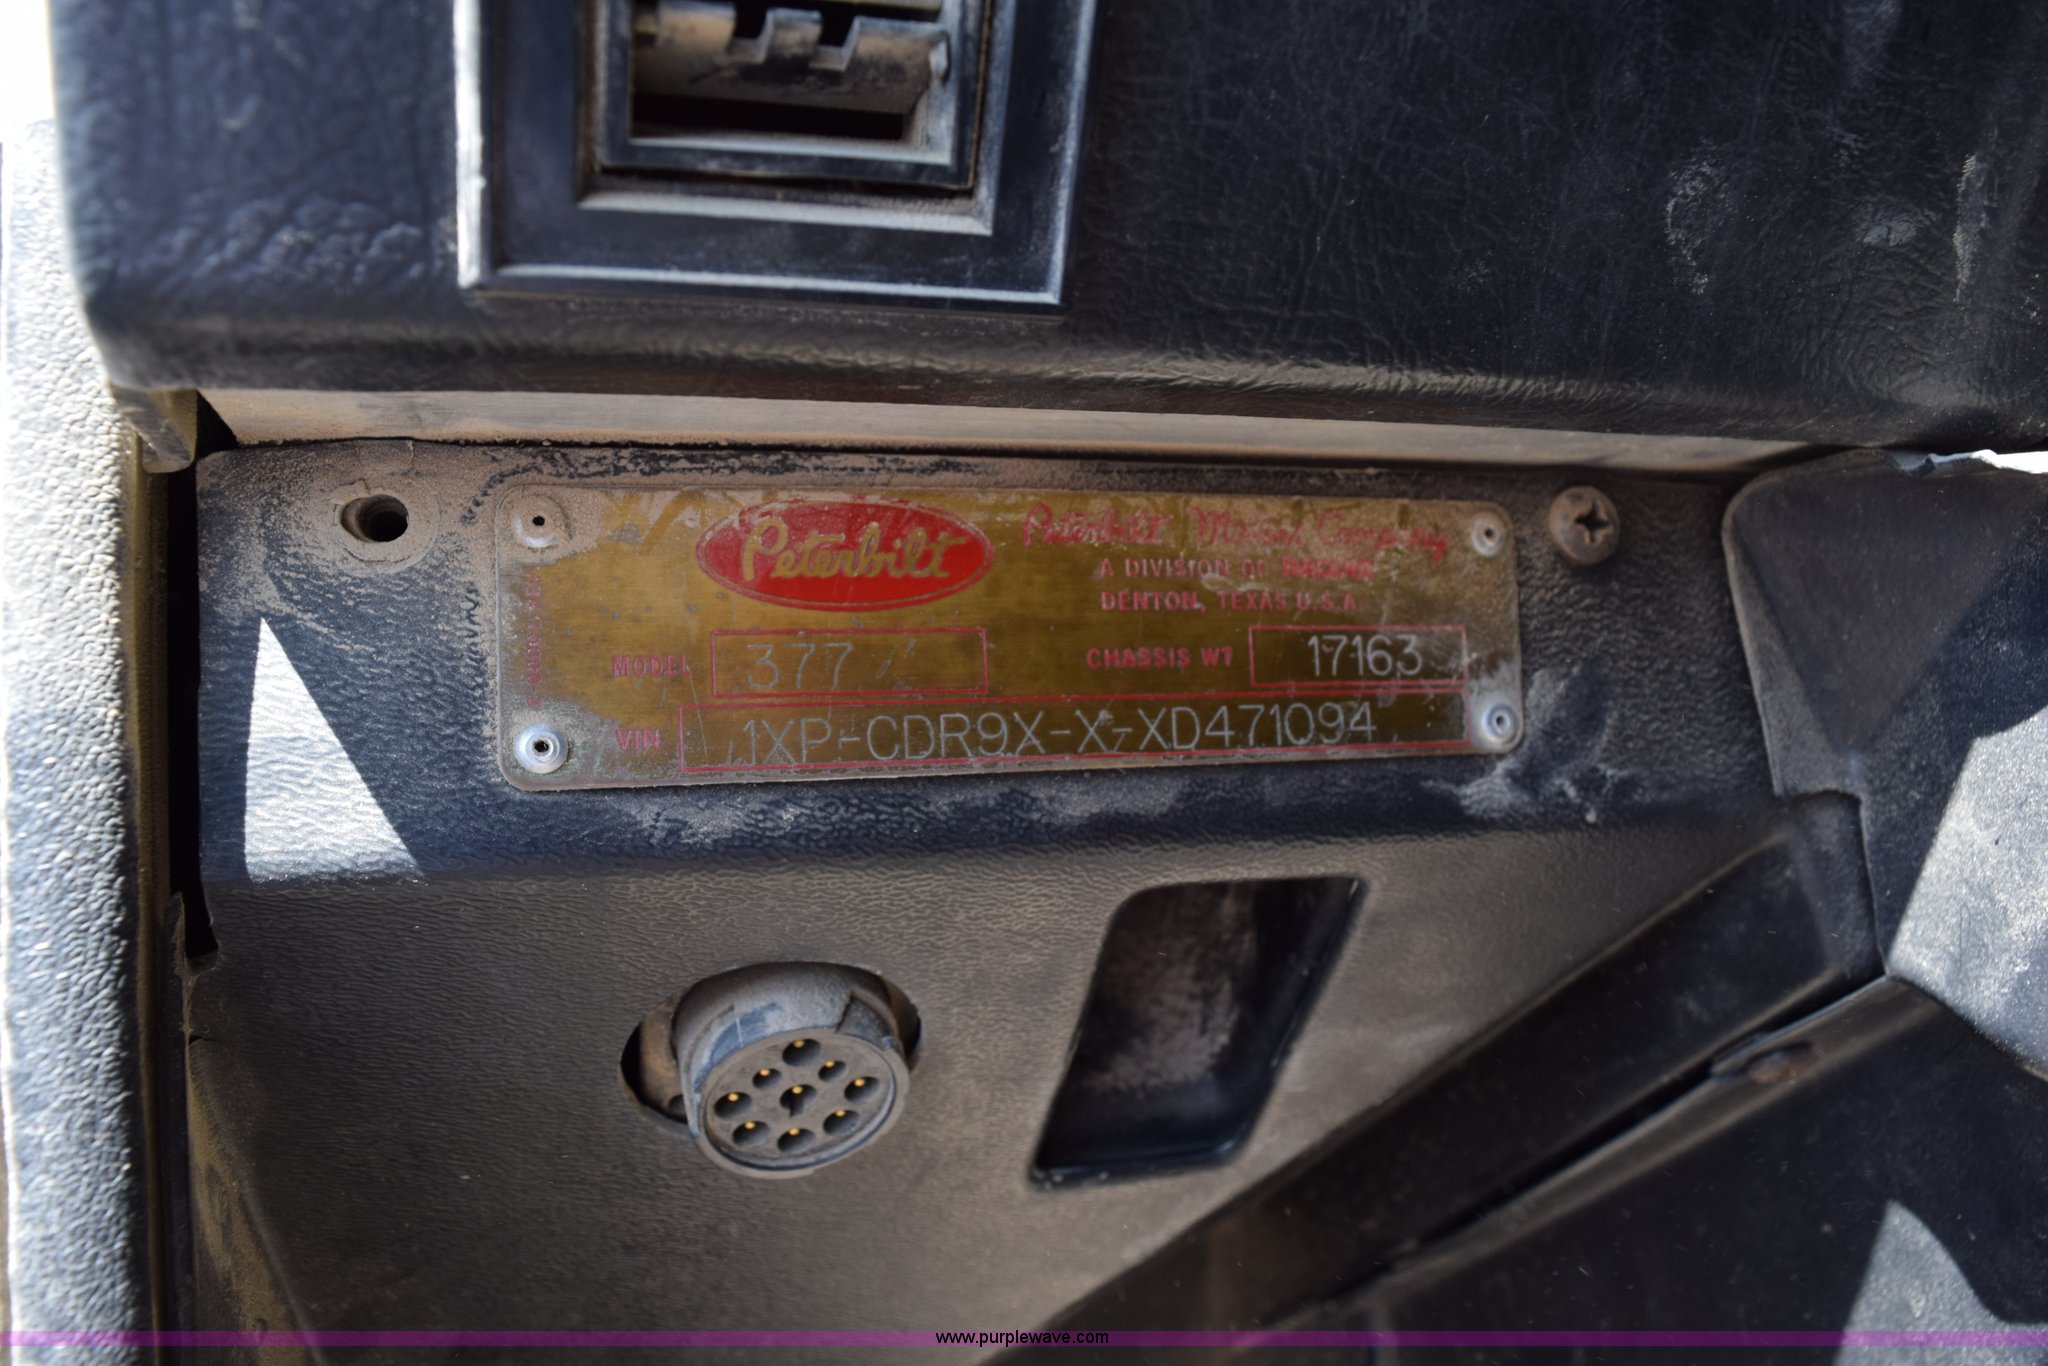 Peterbilt
Peterbilt Motors Company
A DIVISION OF PACCAR
DENTON, TEXAS U.S.A.
MODEL 377
CHASSIS WT 17163
VIN 1XP-CDR9X-X-XD471094
www.purplewave.com